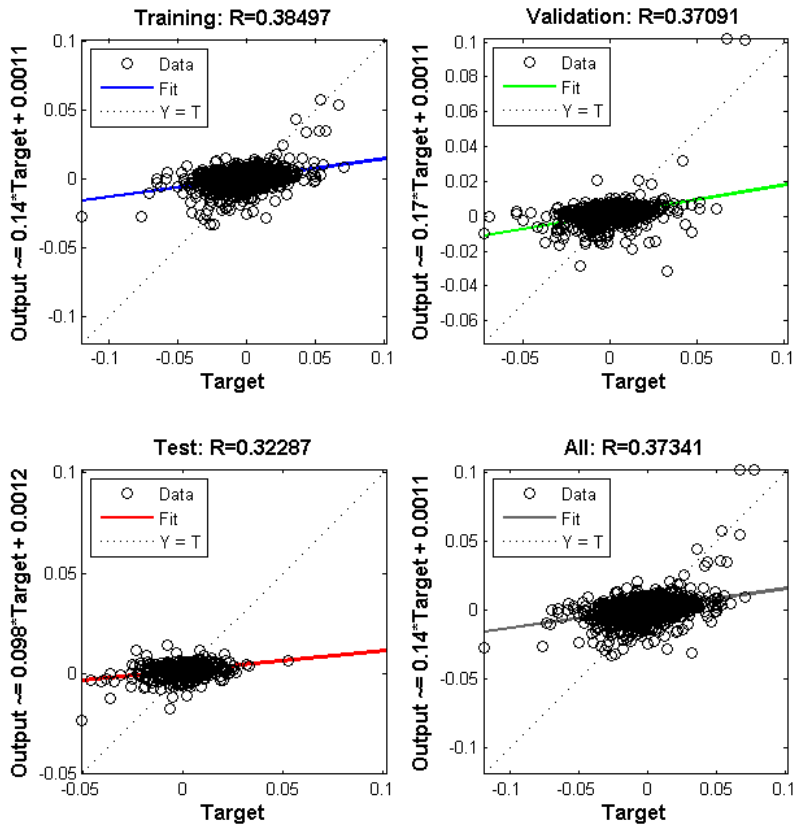 Training: R=0.38497
Output ~= 0.14*Target + 0.0011
0.1
0.05
0
-0.05
-0.1
Data
Fit
Y = T
-0.1
-0.05
0
0.05
0.1
Target
Validation: R=0.37091
Output ~= 0.17*Target + 0.0011
0.1
0.08
0.06
0.04
0.02
0
-0.02
-0.04
-0.06
Data
Fit
Y = T
-0.05
0
0.05
0.1
Target
Test: R=0.32287
Output ~= 0.098*Target + 0.0012
0.1
0.05
0
-0.05
Data
Fit
Y = T
-0.05
0
0.05
0.1
Target
All: R=0.37341
Output ~= 0.14*Target + 0.0011
0.1
0.05
0
-0.05
-0.1
Data
Fit
Y = T
-0.1
-0.05
0
0.05
0.1
Target